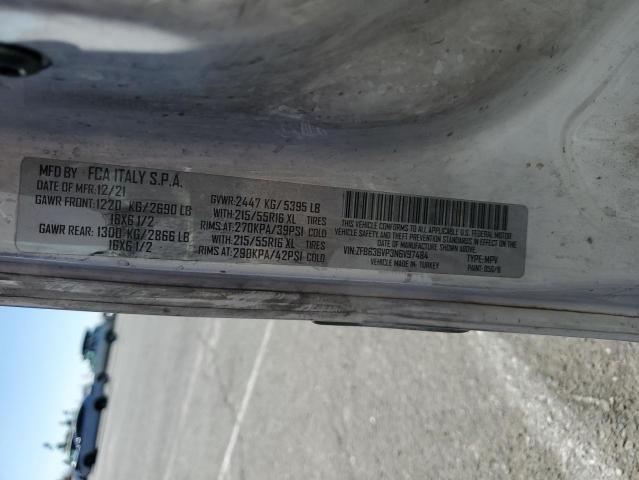 MFD BY FCA ITALY S.P.A.
DATE OF MFR: 12/21
GAWR FRONT: 1220 KG/2690 LB
16X6 1/2
GAWR REAR: 1300 KG/2866 LB
16X6 1/2
GVWR: 2447 KG / 5395 LB
WITH: 215/55R16 XL TIRES
RIMS: AT: 270KPA/39PSI COLD
WITH: 215/55R16 XL TIRES
RIMS: AT: 290KPA/42PSI COLD
THIS VEHICLE CONFORMS TO ALL APPLICABLE
U.S.A. FEDERAL MOTOR VEHICLE SAFETY, BUMPER
AND THEFT PREVENTION STANDARDS IN EFFECT
ON THE DATE OF MANUFACTURE SHOWN ABOVE.
VIN: ZFBB3BVP3N6V97484 TYPE: MPV
VEHICLE MADE IN: TURKEY PAINT: 050/B